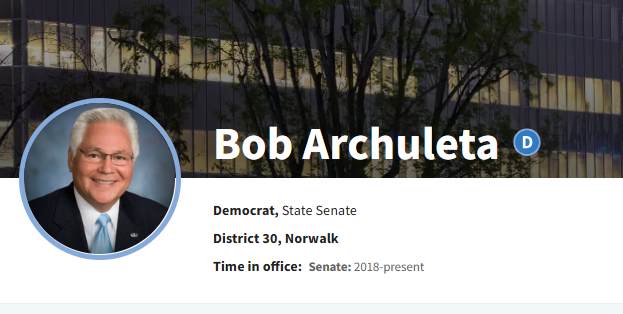 Bob Archuleta D
Democrat, State Senate
District 30, Norwalk
Time in office: Senate: 2018-present